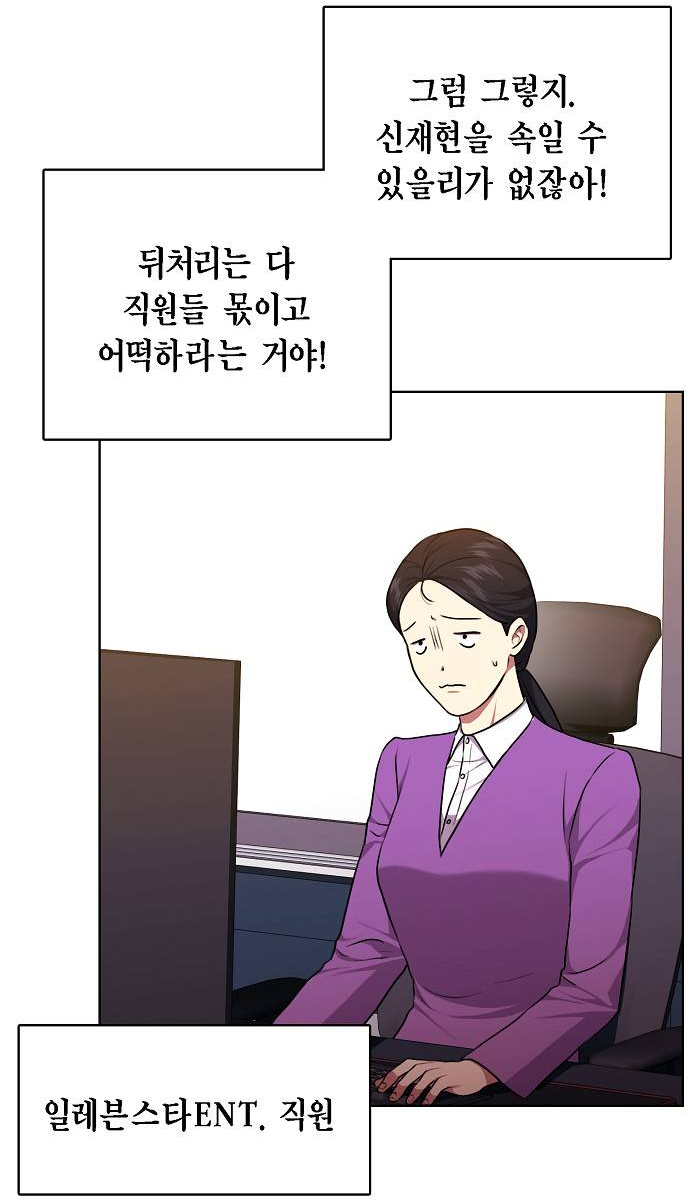 그럼 그렇지.
신재현을 속일 수
있을리가 없잖아!
뒤처리는 다
직원들 몫이고
어떡하라는 거야!
일레븐스타ENT. 직원